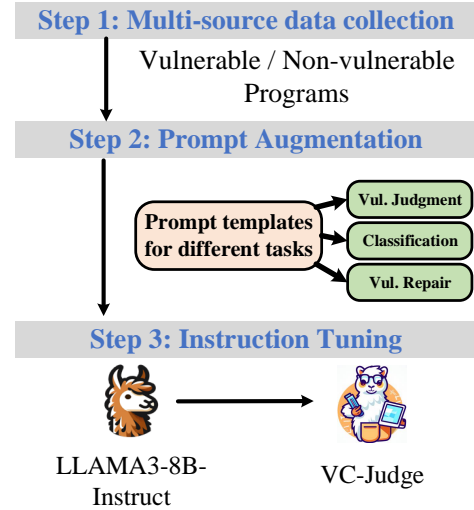 Step 1: Multi-source data collection
Vulnerable / Non-vulnerable
Programs
Step 2: Prompt Augmentation
Prompt templates
for different tasks
Vul. Judgment
Classification
Vul. Repair
Step 3: Instruction Tuning
LLAMA3-8B-
Instruct
VC-Judge